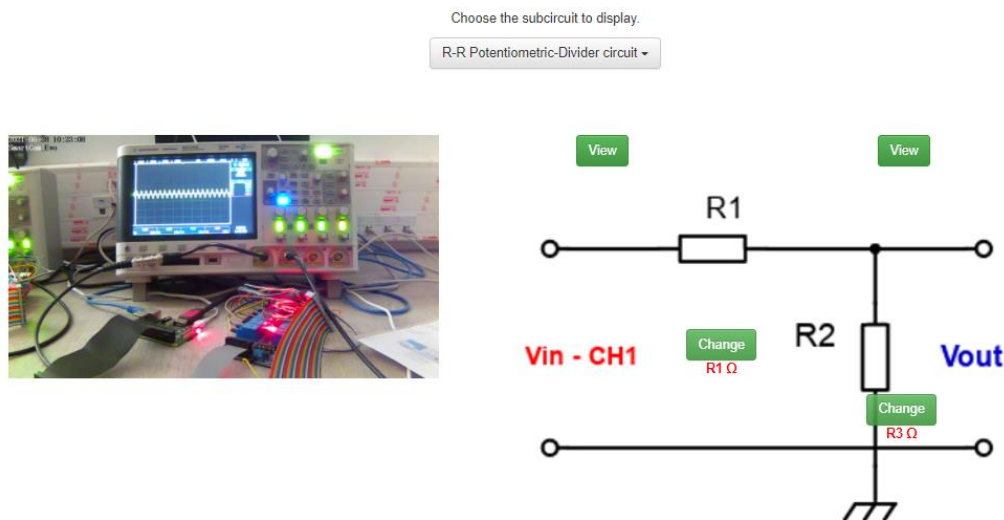 Choose the subcircuit to display.
R-R Potentiometric-Divider circuit
View
View
R1
R2
Vin - CH1
Change
R1 Ω
Vout
Change
R3 Ω